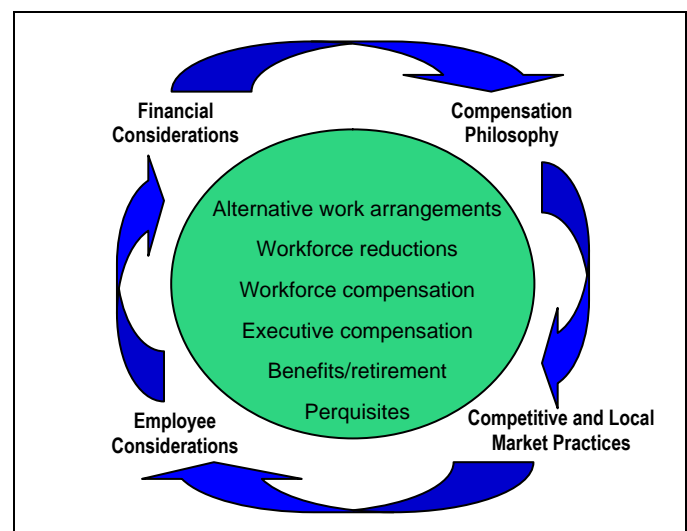 Financial
Considerations
Compensation
Philosophy
Alternative work arrangements
Workforce reductions
Workforce compensation
Executive compensation
Benefits/retirement
Perquisites
Employee
Considerations
Competitive and Local
Market Practices